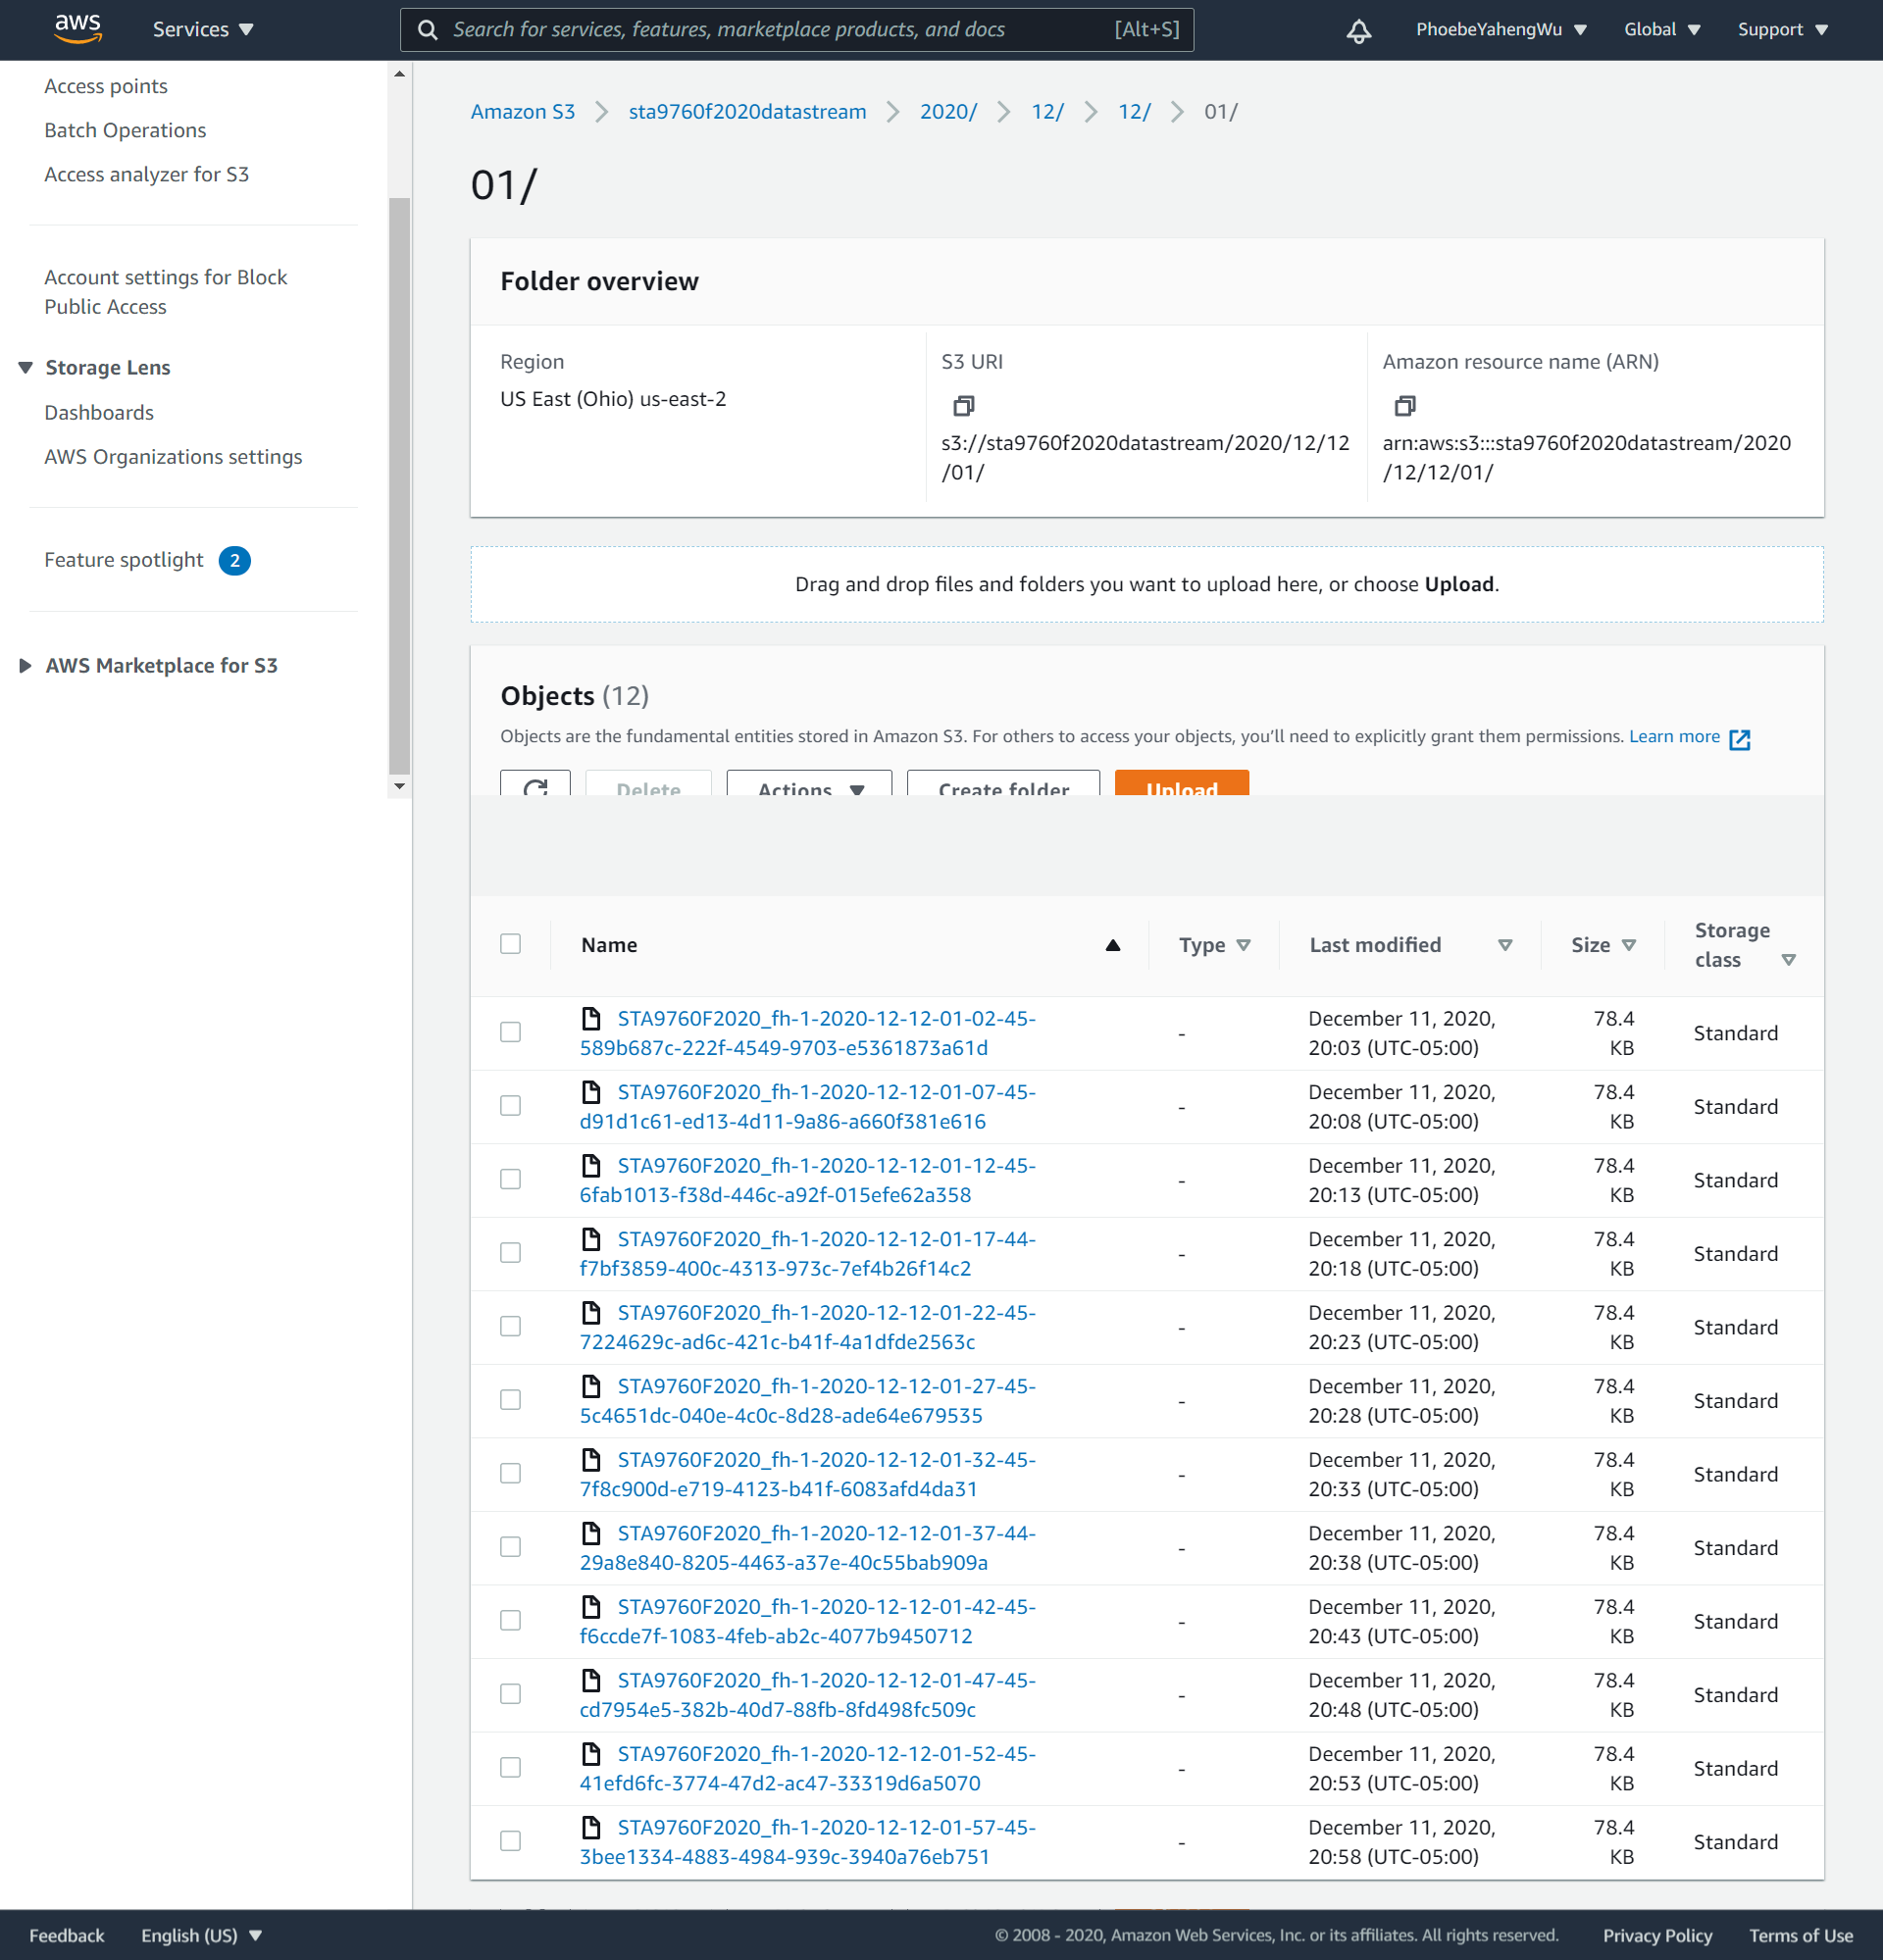 aws
Services
Search for services, features, marketplace products, and docs [Alt+S]
PhoebeYahengWu
Global
Support
Access points
Batch Operations
Access analyzer for S3
Account settings for Block
Public Access
Storage Lens
Dashboards
AWS Organizations settings
Feature spotlight 2
AWS Marketplace for S3
Amazon S3 sta9760f2020datastream 2020/ 12/ 12/ 01/
01/
Folder overview
Region
US East (Ohio) us-east-2
S3 URI
s3://sta9760f2020datastream/2020/12/12
/01/
Amazon resource name (ARN)
arn:aws:s3:::sta9760f2020datastream/2020
/12/12/01/
Drag and drop files and folders you want to upload here, or choose Upload.
Objects (12)
Objects are the fundamental entities stored in Amazon S3. For others to access your objects, you'll need to explicitly grant them permissions. Learn more
Delete Actions Create folder Upload
Name Type Last modified Size Storage
class
STA9760F2020_fh-1-2020-12-12-01-02-45- December 11, 2020, 78.4
589b687c-222f-4549-9703-e5361873a61d - 20:03 (UTC-05:00) KB Standard
STA9760F2020_fh-1-2020-12-12-01-07-45- December 11, 2020, 78.4
d91d1c61-ed13-4d11-9a86-a660f381e616 - 20:08 (UTC-05:00) KB Standard
STA9760F2020_fh-1-2020-12-12-01-12-45- December 11, 2020, 78.4
6fab1013-f38d-446c-a92f-015efe62a358 - 20:13 (UTC-05:00) KB Standard
STA9760F2020_fh-1-2020-12-12-01-17-44- December 11, 2020, 78.4
f7bf3859-400c-4313-973c-7ef4b26f14c2 - 20:18 (UTC-05:00) KB Standard
STA9760F2020_fh-1-2020-12-12-01-22-45- December 11, 2020, 78.4
7224629c-ad6c-421c-b41f-4a1dfde2563c - 20:23 (UTC-05:00) KB Standard
STA9760F2020_fh-1-2020-12-12-01-27-45- December 11, 2020, 78.4
5c4651dc-040e-4c0c-8d28-ade64e679535 - 20:28 (UTC-05:00) KB Standard
STA9760F2020_fh-1-2020-12-12-01-32-45- December 11, 2020, 78.4
7f8c900d-e719-4123-b41f-6083afd4da31 - 20:33 (UTC-05:00) KB Standard
STA9760F2020_fh-1-2020-12-12-01-37-44- December 11, 2020, 78.4
29a8e840-8205-4463-a37e-40c55bab909a - 20:38 (UTC-05:00) KB Standard
STA9760F2020_fh-1-2020-12-12-01-42-45- December 11, 2020, 78.4
f6ccde7f-1083-4feb-ab2c-4077b9450712 - 20:43 (UTC-05:00) KB Standard
STA9760F2020_fh-1-2020-12-12-01-47-45- December 11, 2020, 78.4
cd7954e5-382b-40d7-88fb-8fd498fc509c - 20:48 (UTC-05:00) KB Standard
STA9760F2020_fh-1-2020-12-12-01-52-45- December 11, 2020, 78.4
41efd6fc-3774-47d2-ac47-33319d6a5070 - 20:53 (UTC-05:00) KB Standard
STA9760F2020_fh-1-2020-12-12-01-57-45- December 11, 2020, 78.4
3bee1334-4883-4984-939c-3940a76eb751 - 20:58 (UTC-05:00) KB Standard
Feedback English (US) © 2008 - 2020, Amazon Web Services, Inc. or its affiliates. All rights reserved. Privacy Policy Terms of Use